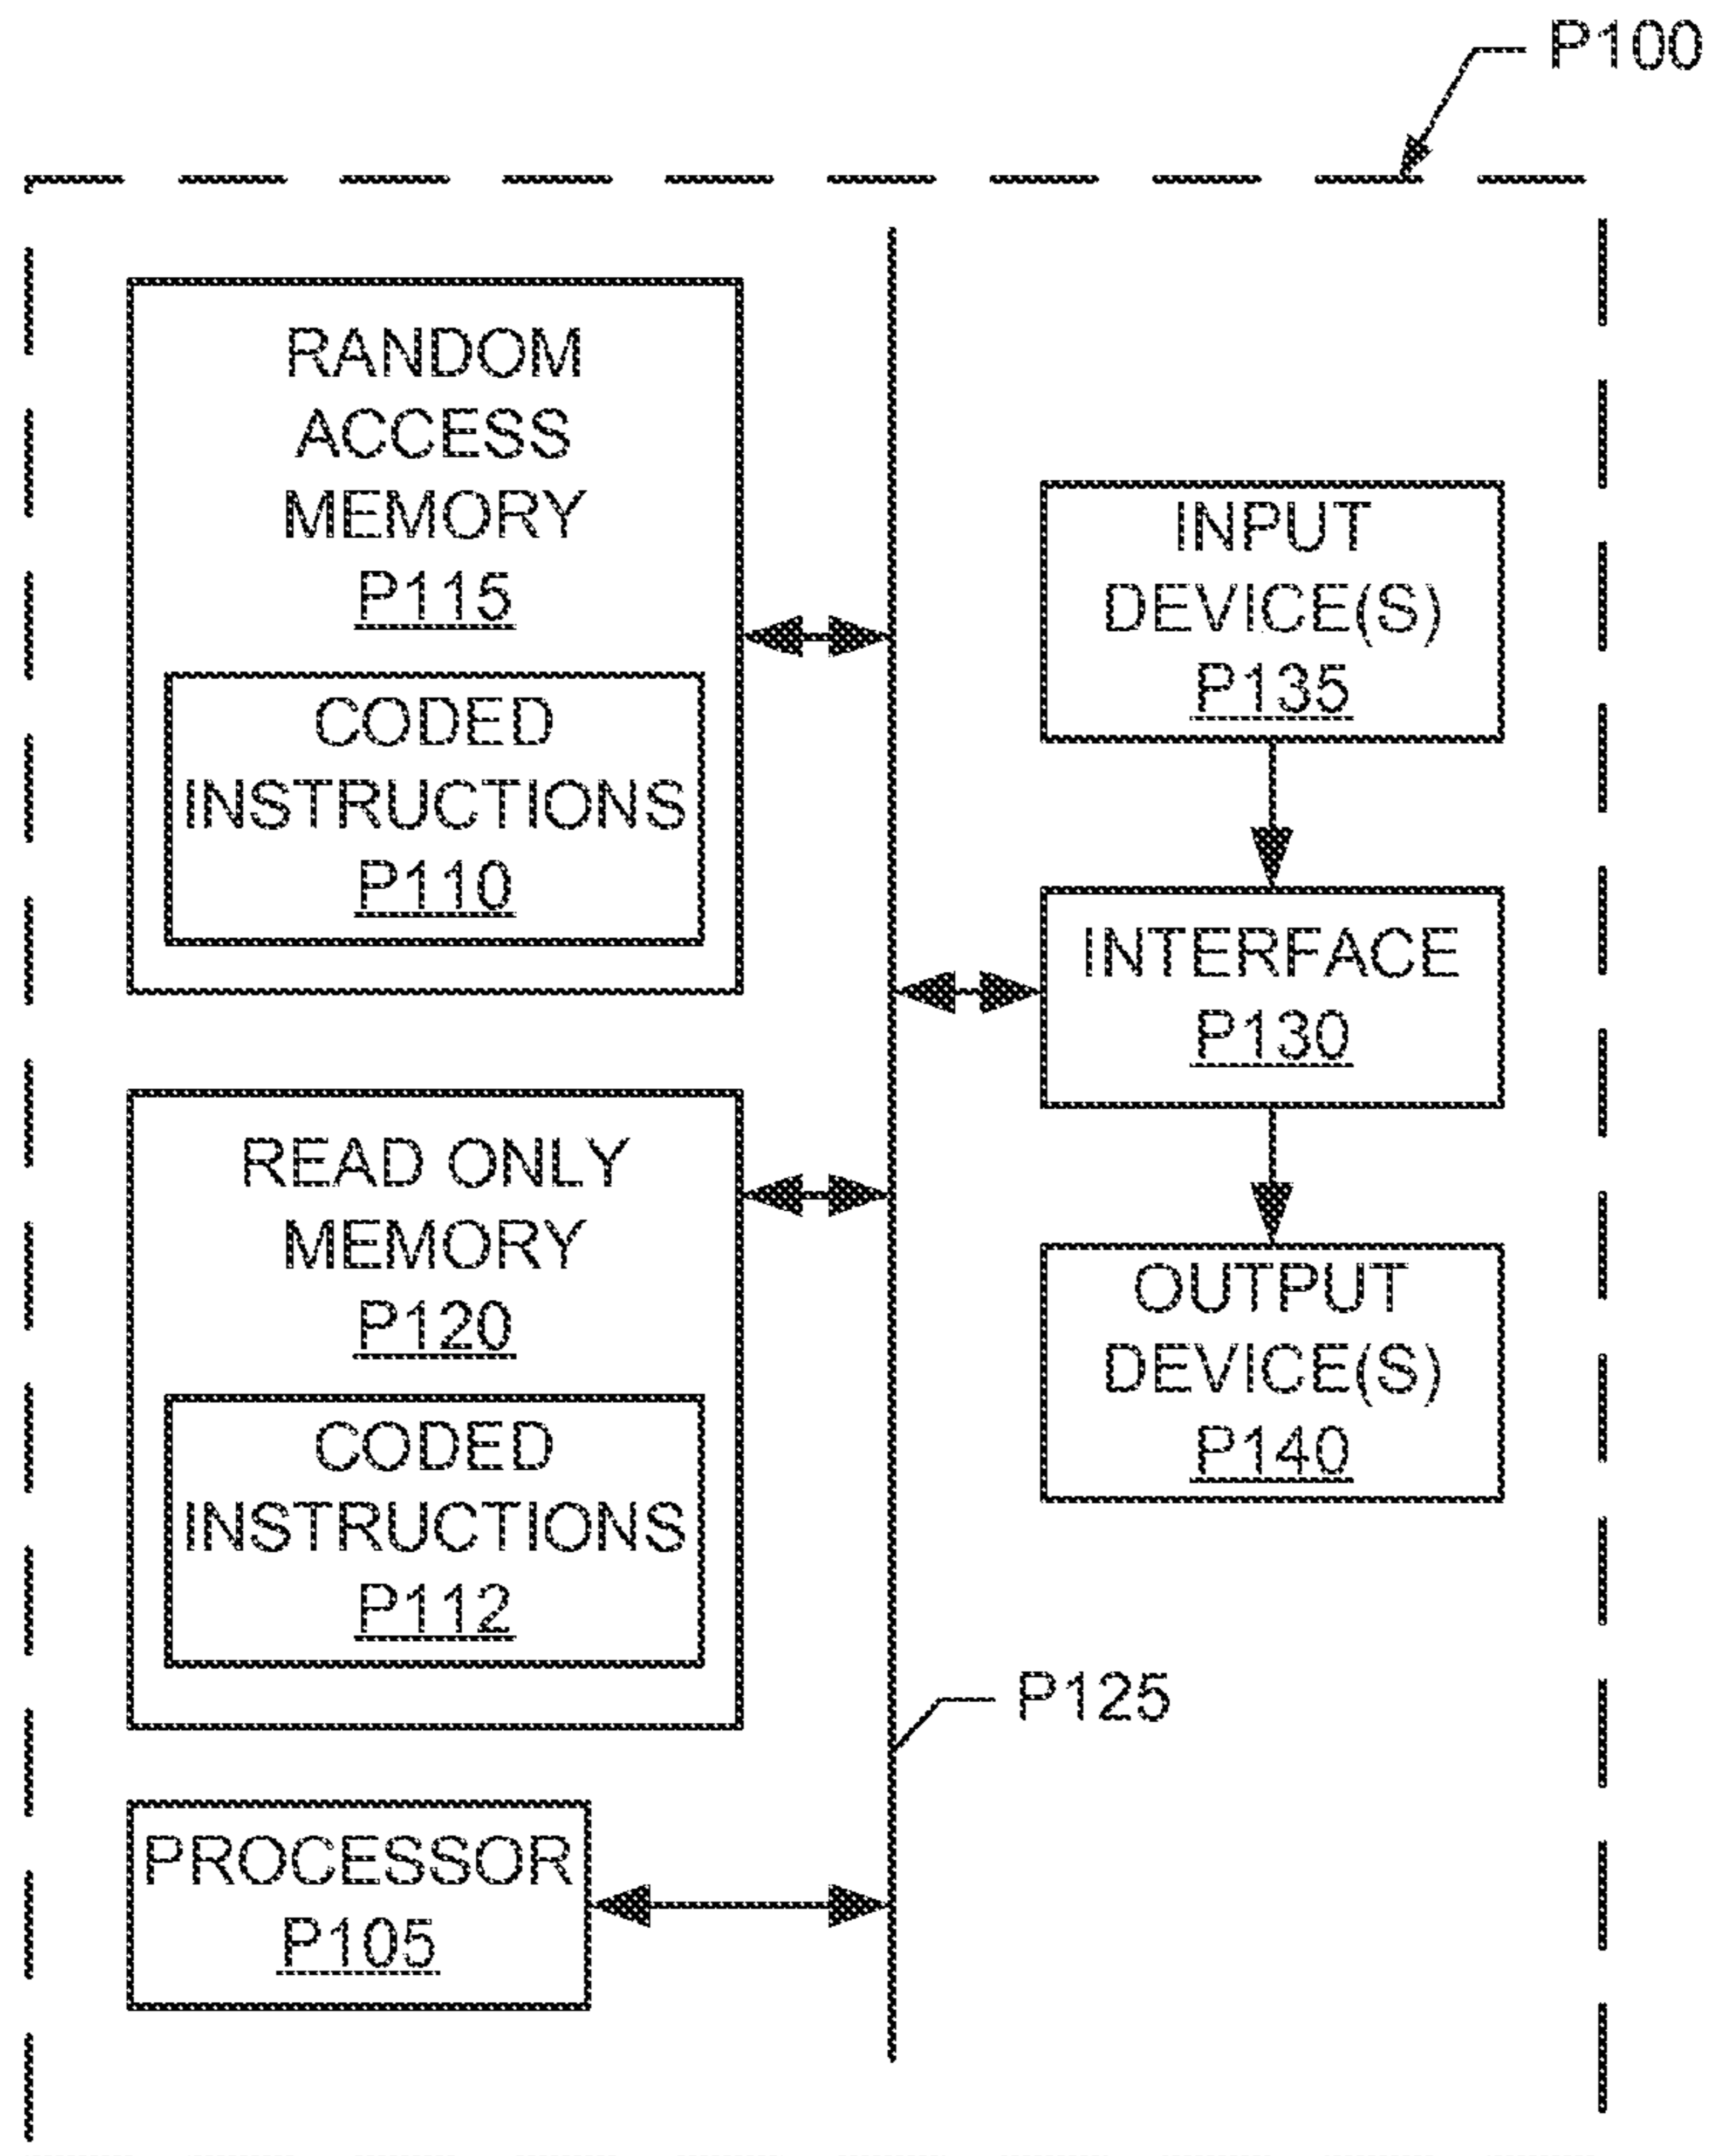 P100
RANDOM
ACCESS
MEMORY
P115
CODED
INSTRUCTIONS
P110
READ ONLY
MEMORY
P120
CODED
INSTRUCTIONS
P112
PROCESSOR
P105
INPUT
DEVICE(S)
P135
INTERFACE
P130
OUTPUT
DEVICE(S)
P140
P125